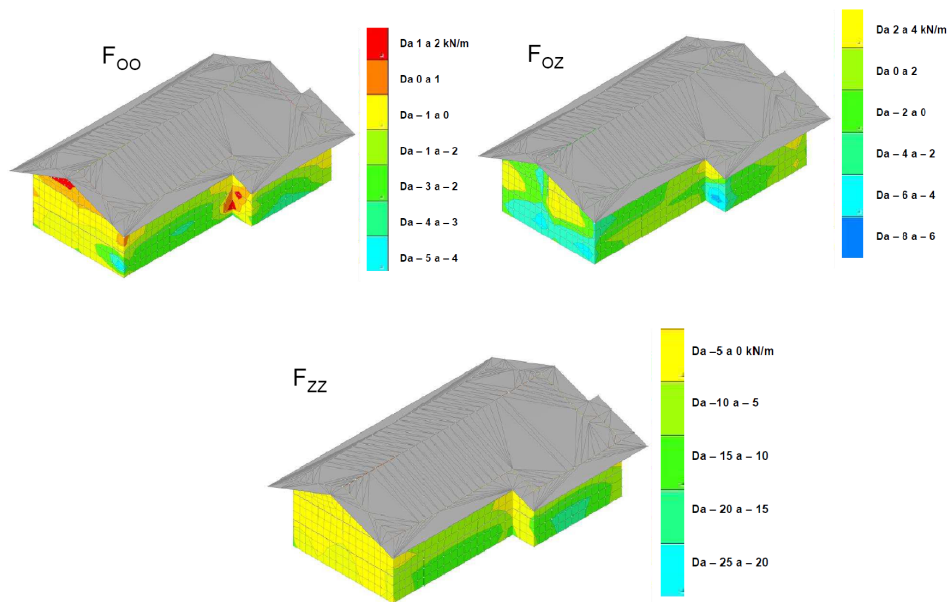 F_OO
Da 1 a 2 kN/m
Da 0 a 1
Da – 1 a 0
Da – 1 a – 2
Da – 3 a – 2
Da – 4 a – 3
Da – 5 a – 4
F_OZ
Da 2 a 4 kN/m
Da 0 a 2
Da – 2 a 0
Da – 4 a – 2
Da – 6 a – 4
Da – 8 a – 6
F_ZZ
Da –5 a 0 kN/m
Da –10 a – 5
Da – 15 a – 10
Da – 20 a – 15
Da – 25 a – 20